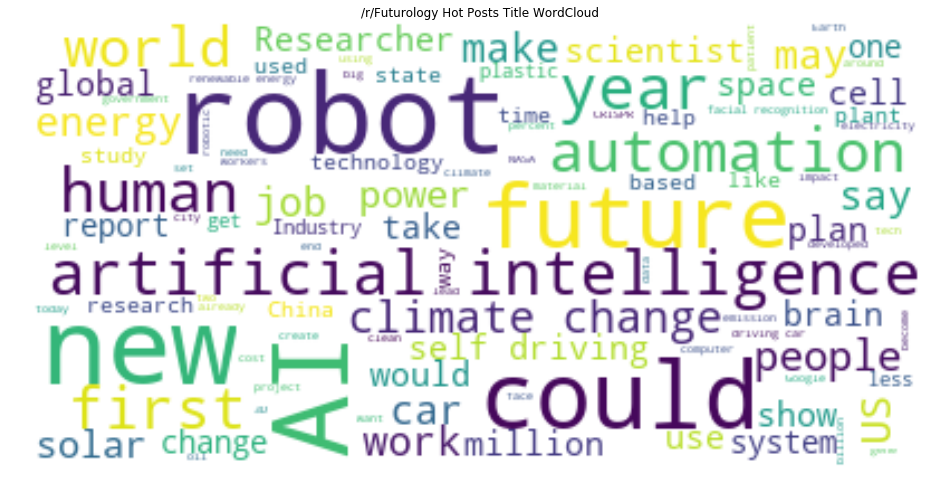 /r/Futurology Hot Posts Title WordCloud
world
Researcher
make
scientist
may
one
earth
patient
around
global
renewable energy
used
using
big
state
plastic
year
space
cell
government
robot
time
CRISPR
help
facial recognition
plant
energy
robotic
percent
electricity
study
need
workers
technology
NASA
automation
set
climate
human
job
power
material
based
like
impact
say
report
city
get
Industry
take
future
plan
tech
level
end
developed
artificial intelligence
way
data
today
research
two
already
China
climate change
emission
brain
new
create
clean
driving car
become
cost
self driving
computer
people
AI
project
would
could
less
first
car
face
show
US
want
solar
change
work
million
use
system
billion
oil